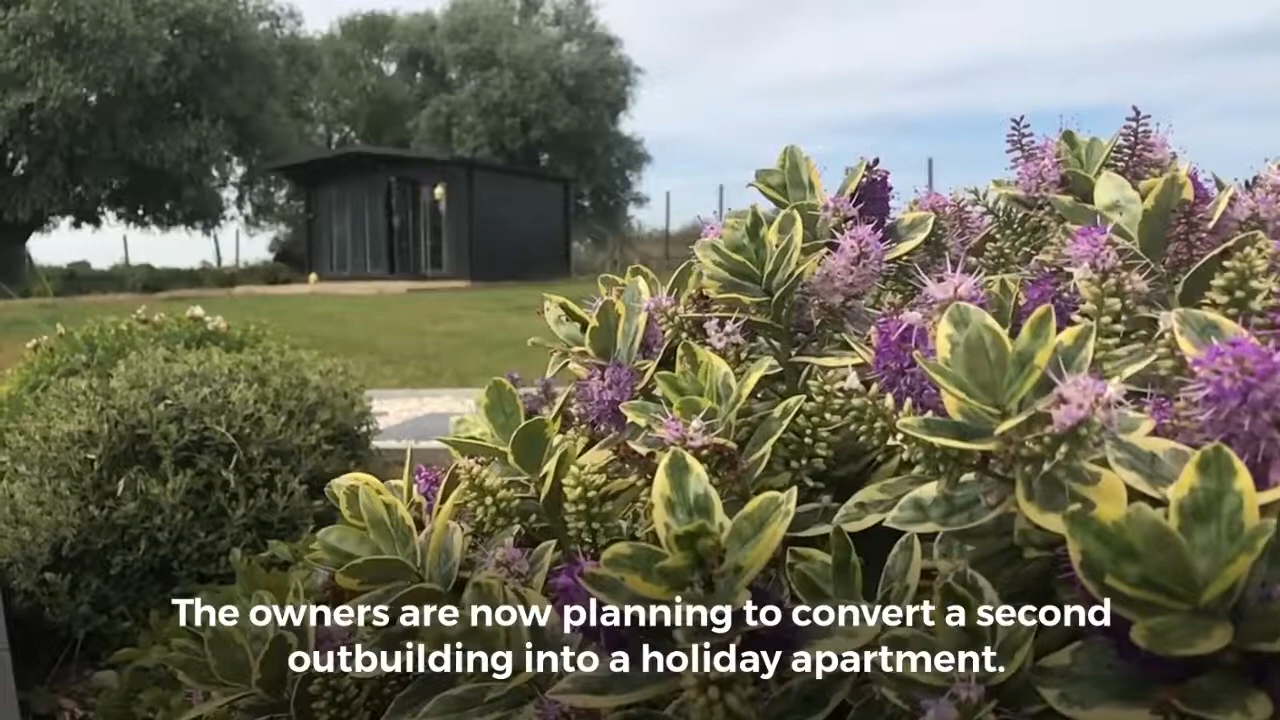 The owners are now planning to convert a second
outbuilding into a holiday apartment.